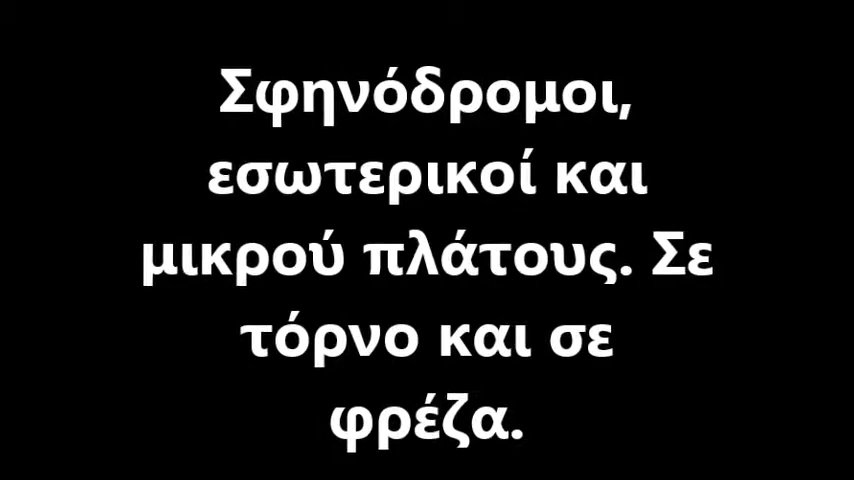 Σφηνόδρομοι,
εσωτερικοί και
μικρού πλάτους. Σε
τόρνο και σε
φρέζα.